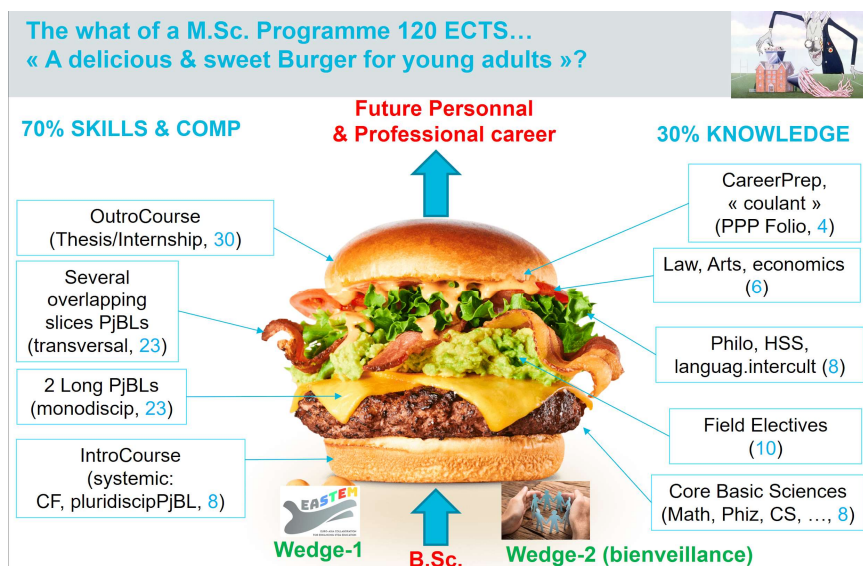 The what of a M.Sc. Programme 120 ECTS…
« A delicious & sweet Burger for young adults »?
70% SKILLS & COMP
Future Personnal
& Professional career
30% KNOWLEDGE
OutroCourse
(Thesis/Internship, 30)
Several
overlapping
slices PjBLs
(transversal, 23)
2 Long PjBLs
(monodiscip, 23)
IntroCourse
(systemic:
CF, pluridiscipPjBL, 8)
CareerPrep,
« coulant »
(PPP Folio, 4)
Law, Arts, economics
(6)
Philo, HSS,
languag.intercult (8)
Field Electives
(10)
Core Basic Sciences
(Math, Phiz, CS, …, 8)
EASTEM
Wedge-1
B.Sc.
Wedge-2 (bienveillance)